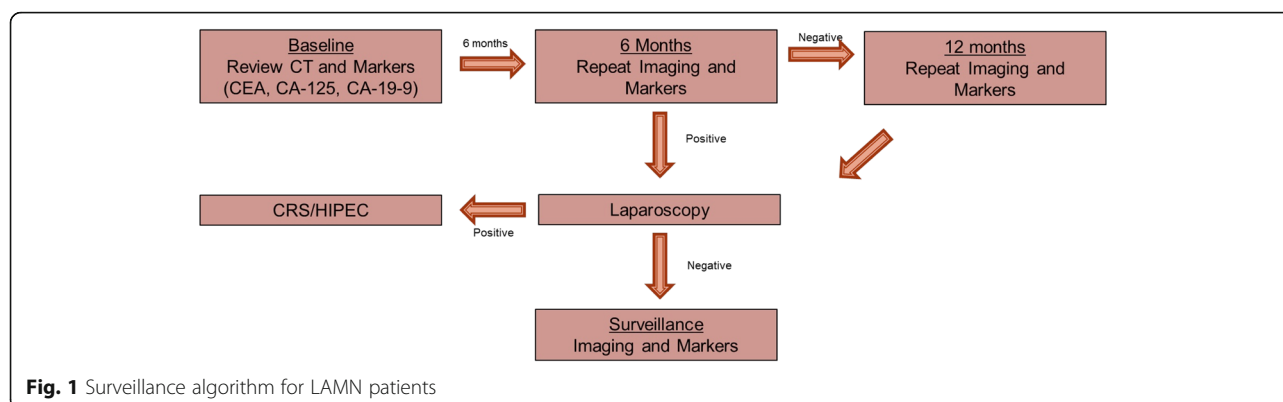 Baseline
Review CT and Markers
(CEA, CA-125, CA-19-9)
6 months
6 Months
Repeat Imaging and
Markers
Negative
12 months
Repeat Imaging and
Markers
Positive
CRS/HIPEC
Positive
Laparoscopy
Negative
Surveillance
Imaging and Markers
Fig. 1 Surveillance algorithm for LAMN patients